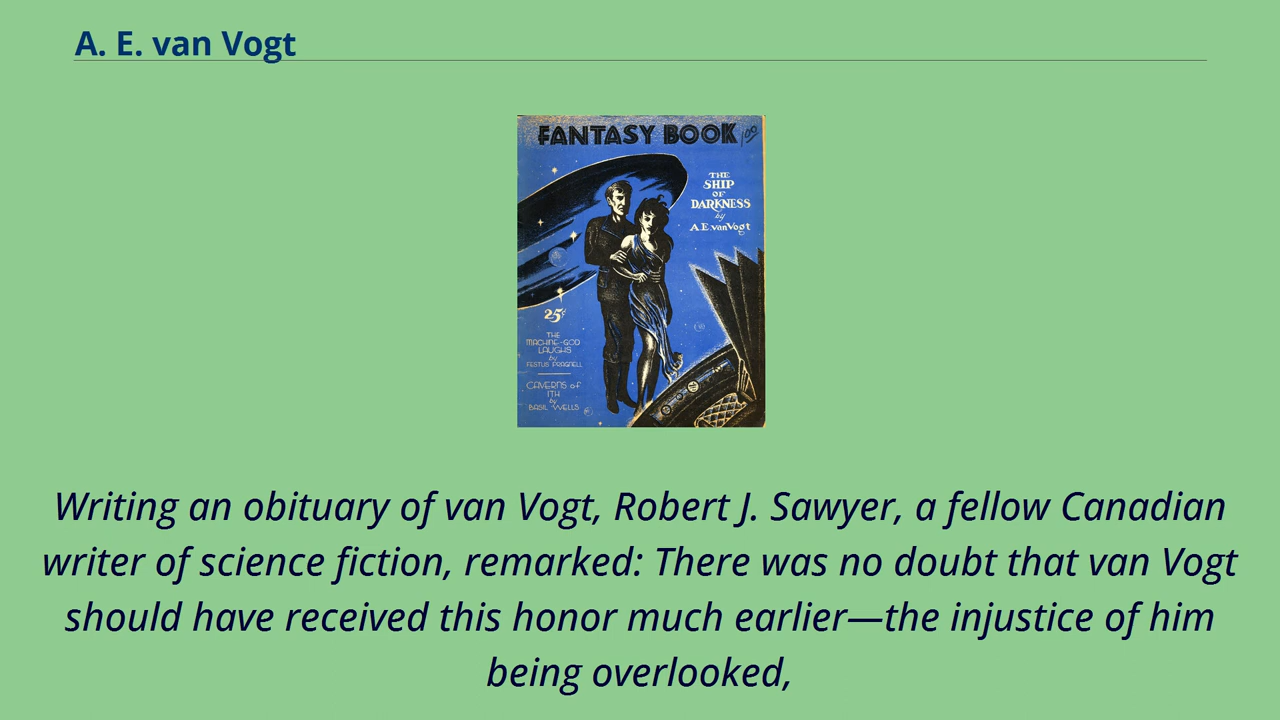 A. E. van Vogt
FANTASY BOOK
1.00
THE
SHIP
OF
DARKNESS
by
A.E. van Vogt
25¢
THE
MACHINE-GOD
LAUGHS
by
FESTUS PRAGNELL
CAVERNS of
ITH
by
BASIL WELLS
Writing an obituary of van Vogt, Robert J. Sawyer, a fellow Canadian
writer of science fiction, remarked: There was no doubt that van Vogt
should have received this honor much earlier—the injustice of him
being overlooked,